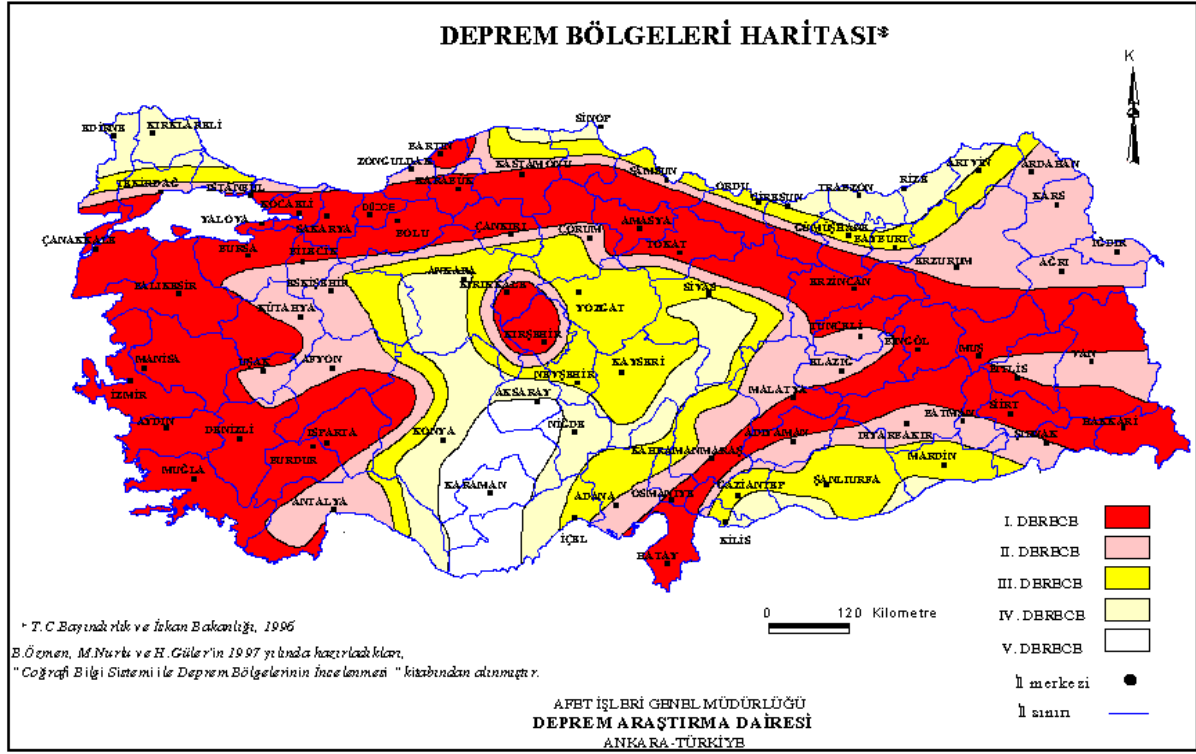 DEPREM BÖLGELERİ HARİTASI*
K
SİNOP
EDİRNE
KIRKLARELİ
BARTIN
ZONGULDAK
KASTAMONU
KARABÜK
SAMSUN
ORDU
GİRESUN
TRABZON
RİZE
ARTVİN
ARDAHAN
KARS
TEKİRDAĞ
İSTANBUL
KOCAELİ
YALOVA
SAKARYA
DÜZCE
BOLU
ÇANKIRI
ÇORUM
AMASYA
TOKAT
GÜMÜŞHANE
BAYBURT
ERZURUM
IĞDIR
AĞRI
ÇANAKKALE
BURSA
BİLECİK
ESKİŞEHİR
ANKARA
KIRIKKALE
YOZGAT
SİVAS
ERZİNCAN
BALIKESİR
KÜTAHYA
KIRŞEHİR
TUNCELİ
BİNGÖL
MUŞ
VAN
MANİSA
UŞAK
AFYON
NEVŞEHİR
KAYSERİ
ELAZIĞ
BİTLİS
İZMİR
AKSARAY
MALATYA
SİİRT
AYDIN
DENİZLİ
ISPARTA
KONYA
NİĞDE
ADIYAMAN
DİYARBAKIR
BATMAN
ŞIRNAK
HAKKARİ
MUĞLA
BURDUR
KAHRAMANMARAŞ
MARDİN
ANTALYA
KARAMAN
ADANA
OSMANİYE
GAZİANTEP
ŞANLIURFA
İÇEL
KİLİS
HATAY
I. DERECE
II. DERECE
III. DERECE
IV. DERECE
V. DERECE
İl merkezi
İl sınırı
0 120 Kilometre
* T.C.Bayındırlık ve İskan Bakanlığı, 1996
B.Özmen, M.Nurlu ve H.Güler'in 1997 yılında hazırladıkları,
"Coğrafi Bilgi Sistemi ile Deprem Bölgelerinin İncelenmesi " kitabından alınmıştır.
AFET İŞLERİ GENEL MÜDÜRLÜĞÜ
DEPREM ARAŞTIRMA DAİRESİ
ANKARA-TÜRKİYE